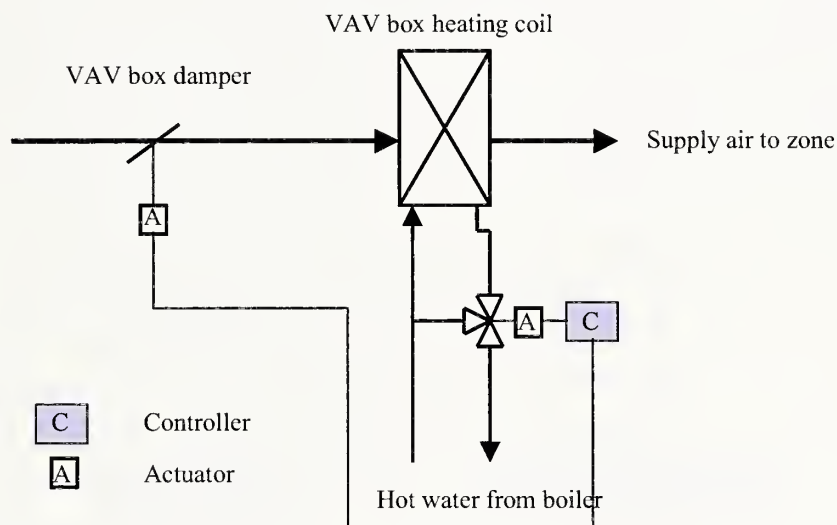 VAV box heating coil
VAV box damper
Supply air to zone
A
A
C
C
Controller
A
Actuator
Hot water from boiler